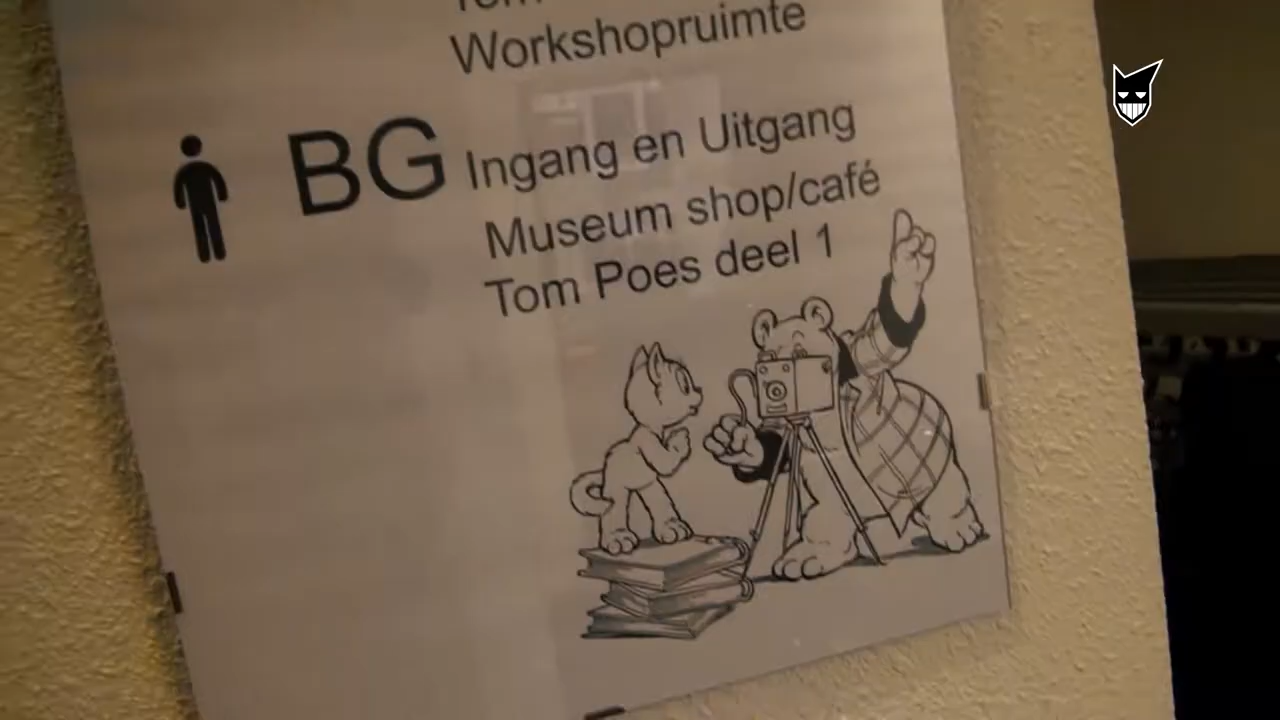 Workshopruimte
BG Ingang en Uitgang
Museum shop/café
Tom Poes deel 1